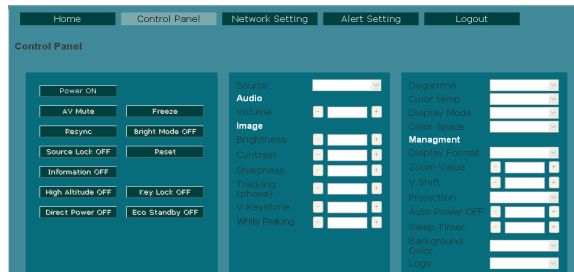 Home Control Panel Network Setting Alert Setting Logout
Control Panel
Power ON
AV Mute Freeze
Resync Bright Mode OFF
Source Lock OFF Reset
Information OFF
High Altitude OFF Key Lock OFF
Direct Power OFF Eco Standby OFF
Source
Audio
Volume - +
Image
Brightness - +
Contrast - +
Sharpness - +
Tracking - +
(phase)
V.Keystone - +
While Peaking - +
Degamma
Color temp
Display Mode
Color Space
Managment
Display Format
Zoom Value - +
V.Shift - +
Projection
Auto Power OFF - +
Sleep Timer - +
Background
Color
Logo